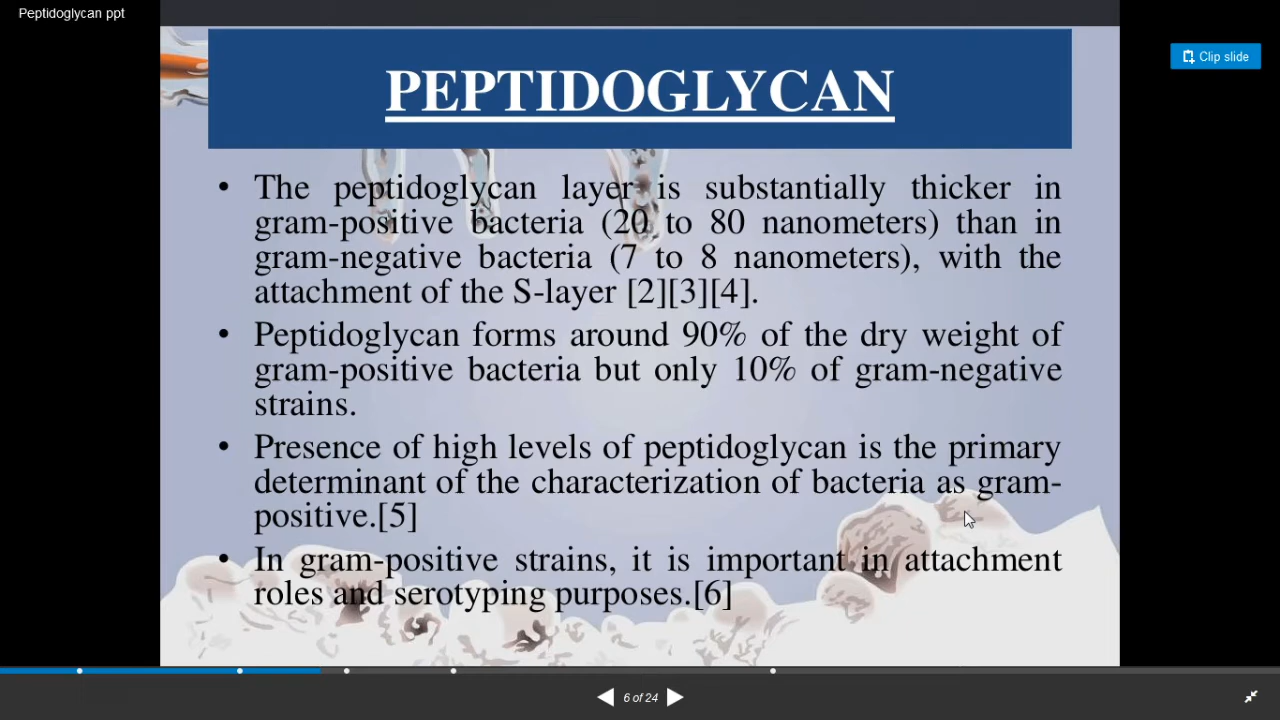 Peptidoglycan ppt
Clip slide
PEPTIDOGLYCAN
• The peptidoglycan layer is substantially thicker in
gram-positive bacteria (20 to 80 nanometers) than in
gram-negative bacteria (7 to 8 nanometers), with the
attachment of the S-layer [2][3][4].
• Peptidoglycan forms around 90% of the dry weight of
gram-positive bacteria but only 10% of gram-negative
strains.
• Presence of high levels of peptidoglycan is the primary
determinant of the characterization of bacteria as gram-
positive.[5]
• In gram-positive strains, it is important in attachment
roles and serotyping purposes.[6]
6 of 24